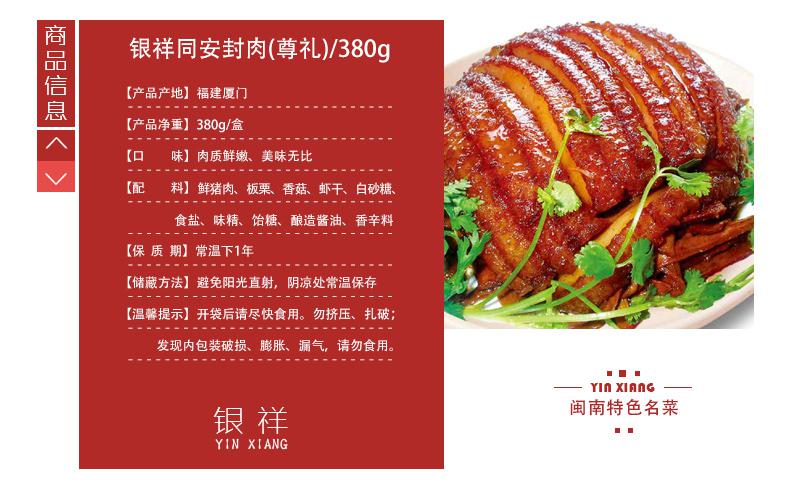 商品信息
银祥同安封肉(尊礼)/380g
【产品产地】福建厦门
【产品净重】380g/盒
【口 味】肉质鲜嫩、美味无比
【配 料】鲜猪肉、板栗、香菇、虾干、白砂糖、
食盐、味精、饴糖、酿造酱油、香辛料
【保 质 期】常温下1年
【储藏方法】避免阳光直射，阴凉处常温保存
【温馨提示】开袋后请尽快食用。勿挤压、扎破；
发现内包装破损、膨胀、漏气，请勿食用。
银祥
YIN XIANG
YIN XIANG
闽南特色名菜